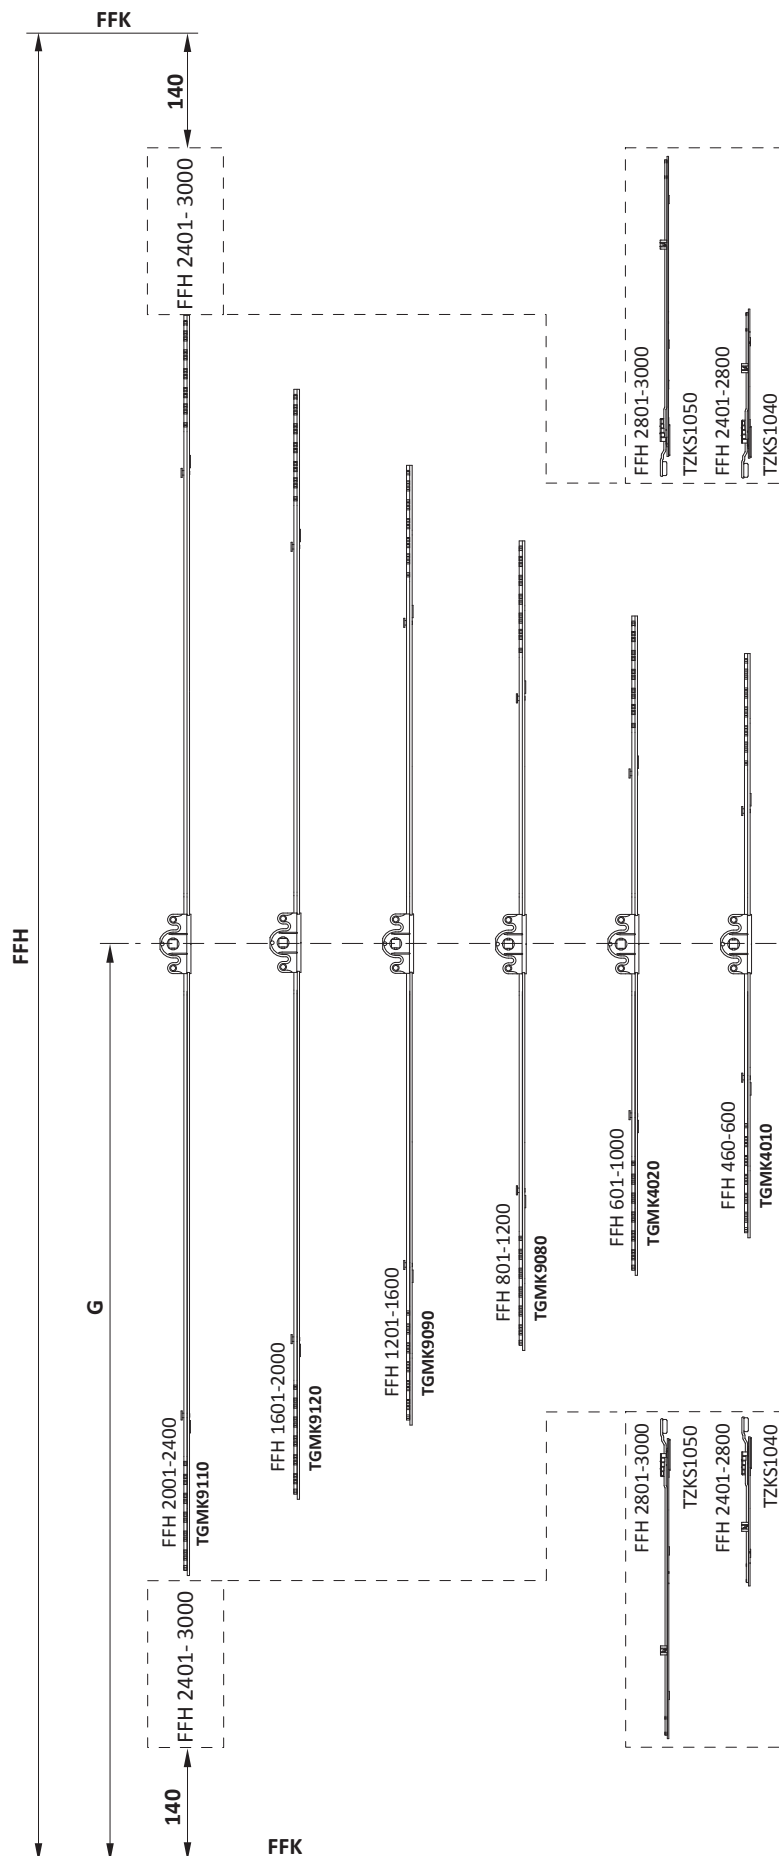 FFK
140
FFH 2401- 3000
FFH 2801-3000
TZKS1050
FFH 2401-2800
TZKS1040
FFH
G
FFH 2001-2400
TGMK9110
FFH 1601-2000
TGMK9120
FFH 1201-1600
TGMK9090
FFH 801-1200
TGMK9080
FFH 601-1000
TGMK4020
FFH 460-600
TGMK4010
FFH 2801-3000
TZKS1050
FFH 2401-2800
TZKS1040
FFH 2401- 3000
140
FFK